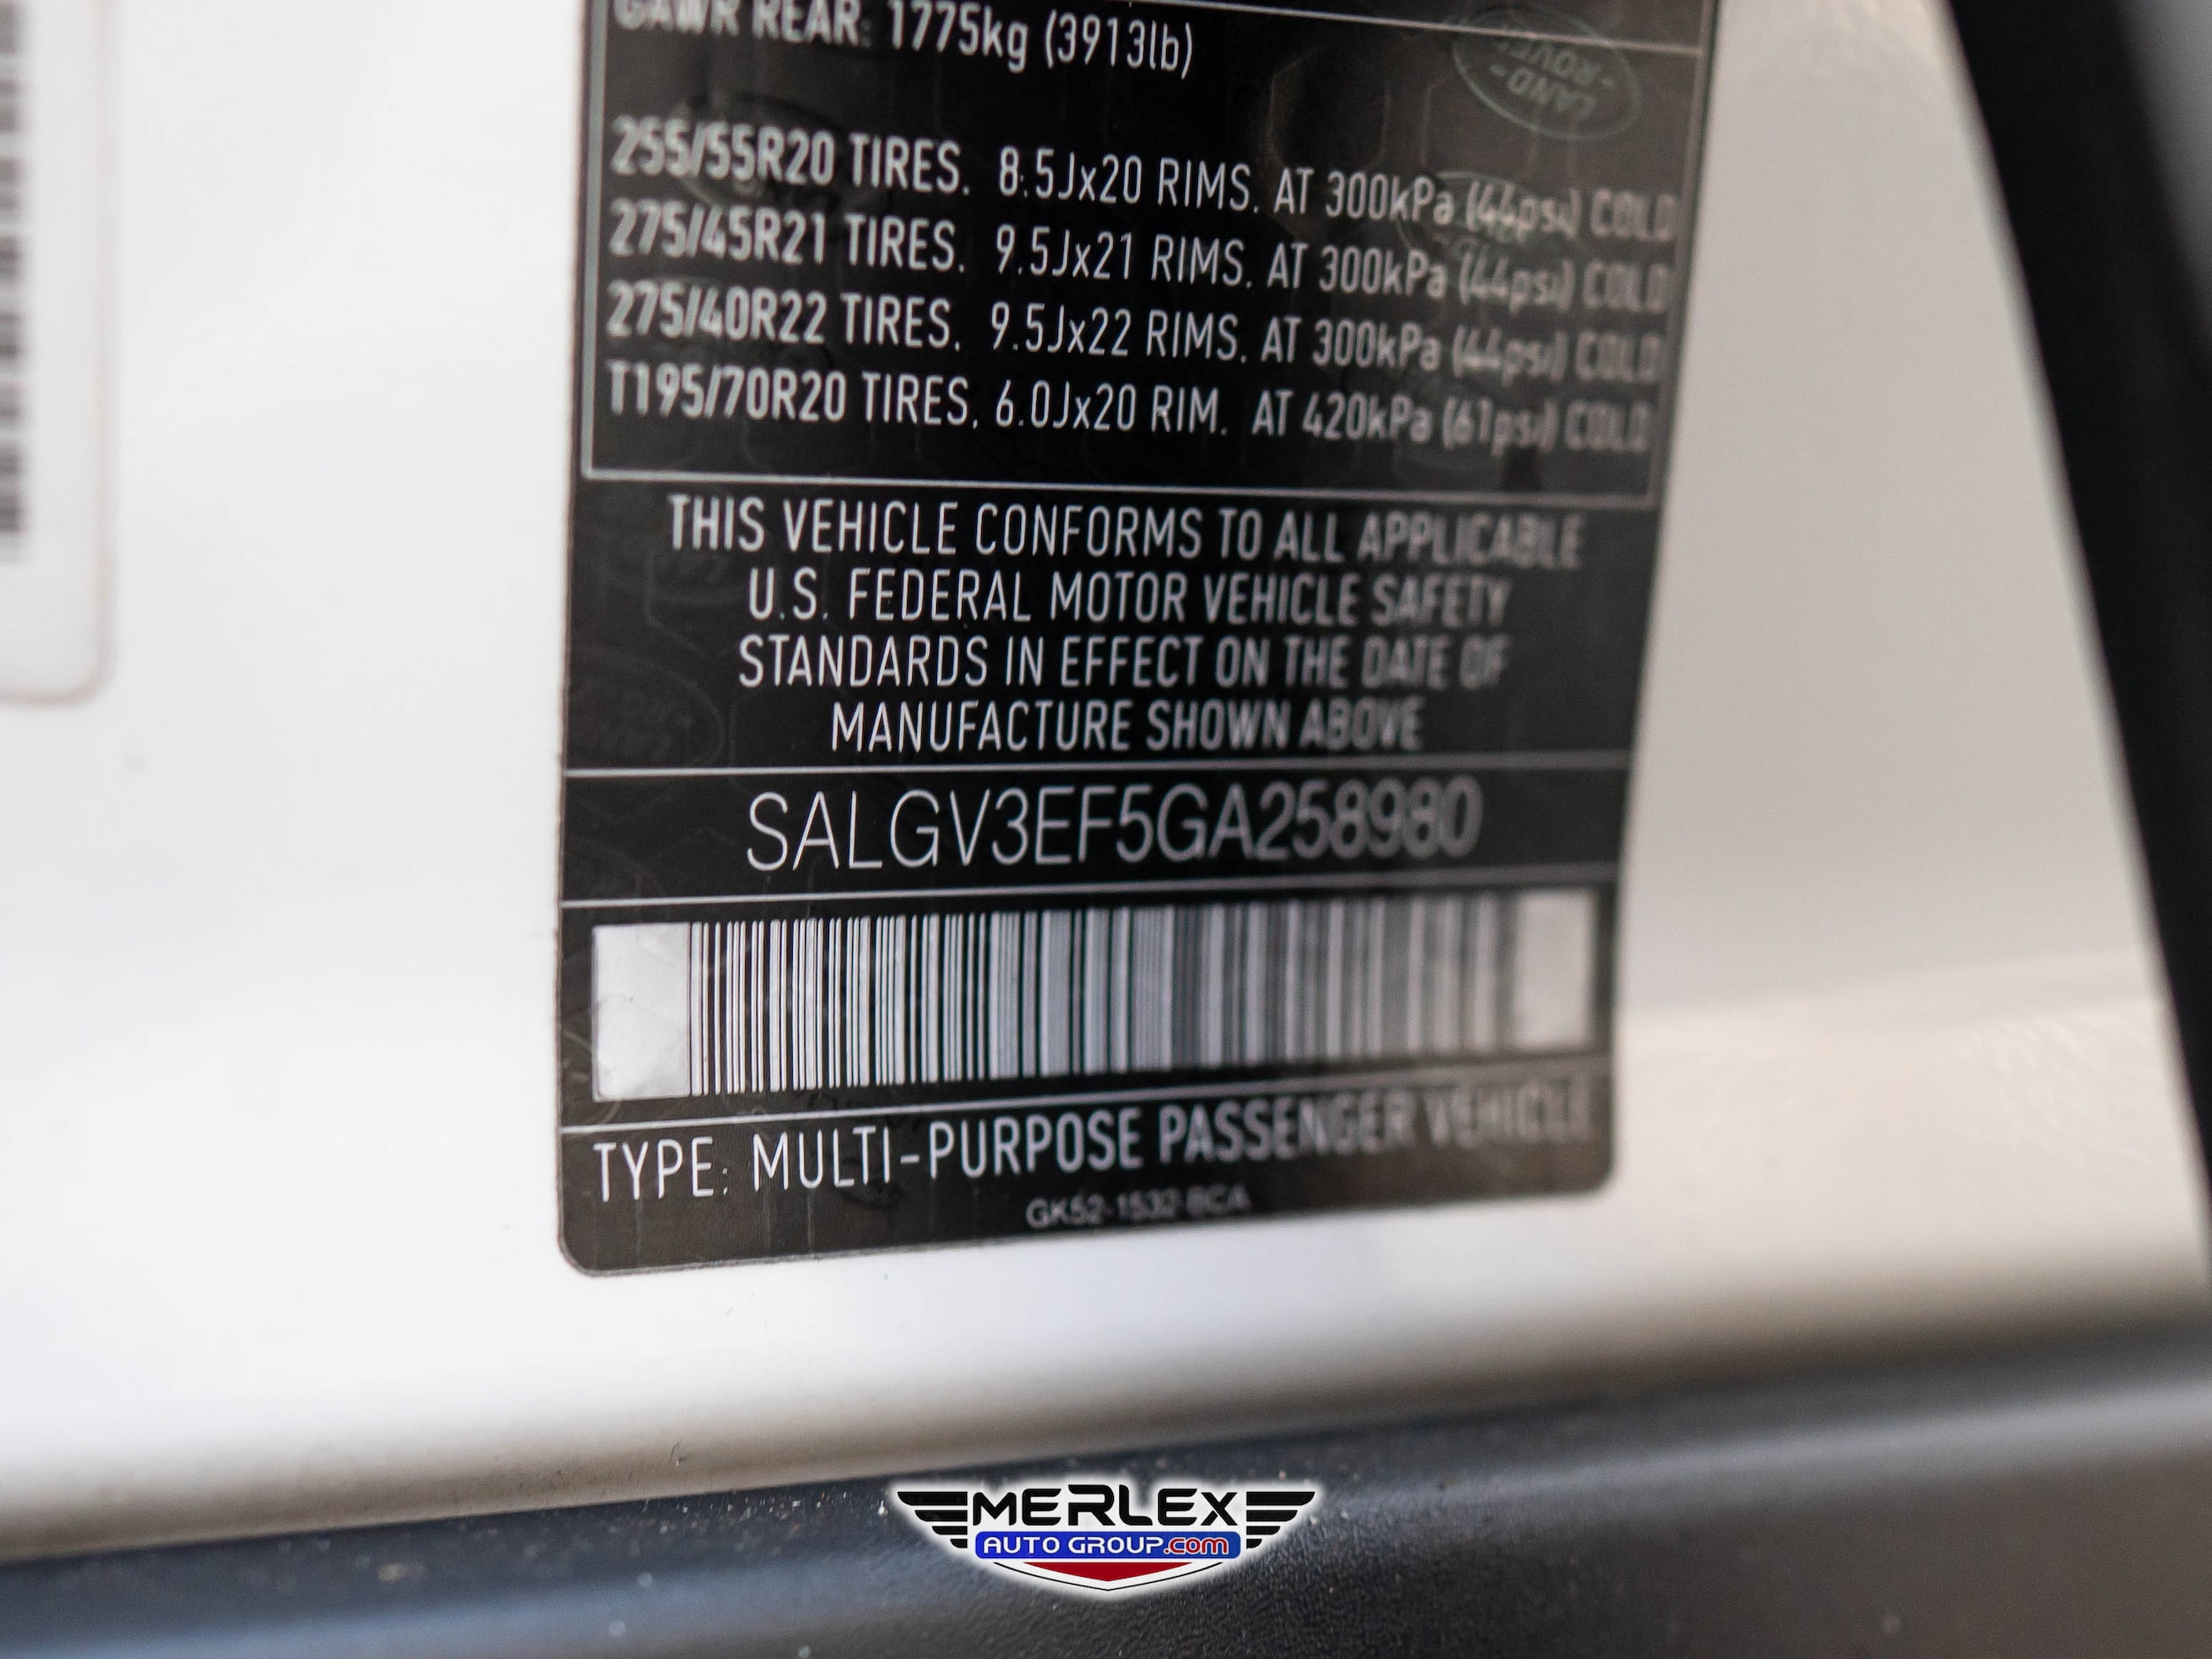 GAWR REAR: 1775kg (3913lb)
LAND
ROVER
255/55R20 TIRES. 8.5Jx20 RIMS. AT 300kPa (44psi) COLD
275/45R21 TIRES. 9.5Jx21 RIMS. AT 300kPa (44psi) COLD
275/40R22 TIRES. 9.5Jx22 RIMS. AT 300kPa (44psi) COLD
T195/70R20 TIRES. 6.0Jx20 RIM. AT 420kPa (61psi) COLD
THIS VEHICLE CONFORMS TO ALL APPLICABLE
U.S. FEDERAL MOTOR VEHICLE SAFETY
STANDARDS IN EFFECT ON THE DATE OF
MANUFACTURE SHOWN ABOVE
SALGV3EF5GA258980
TYPE: MULTI-PURPOSE PASSENGER VEHICLE
GK52-1532-BCA
MERLEX
AUTO GROUP.com